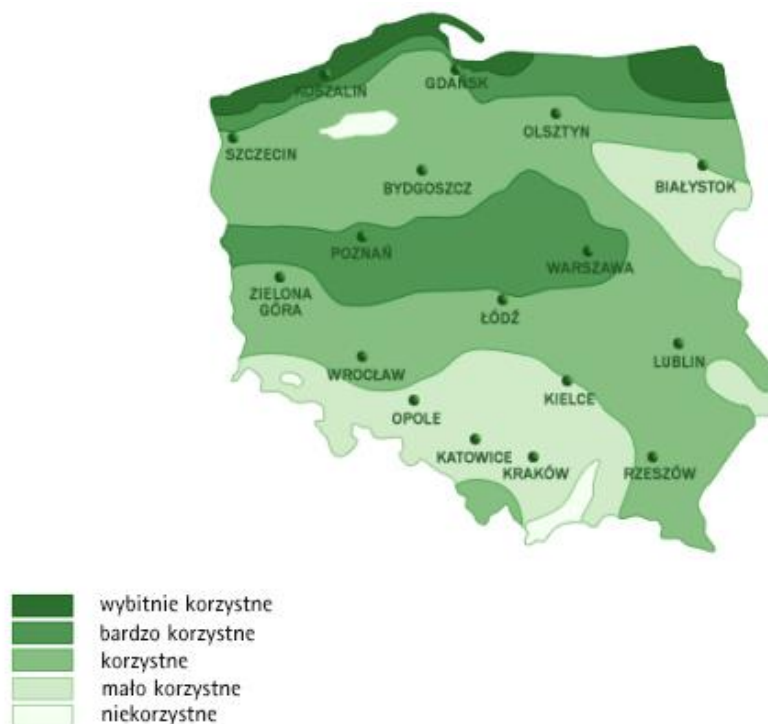 KOSZALIN
GDAŃSK
OLSZTYN
SZCZECIN
BIAŁYSTOK
BYDGOSZCZ
POZNAŃ
WARSZAWA
ZIELONA
GÓRA
ŁÓDŹ
LUBLIN
WROCŁAW
KIELCE
OPOLE
KATOWICE
KRAKÓW
RZESZÓW
wybitnie korzystne
bardzo korzystne
korzystne
mało korzystne
niekorzystne